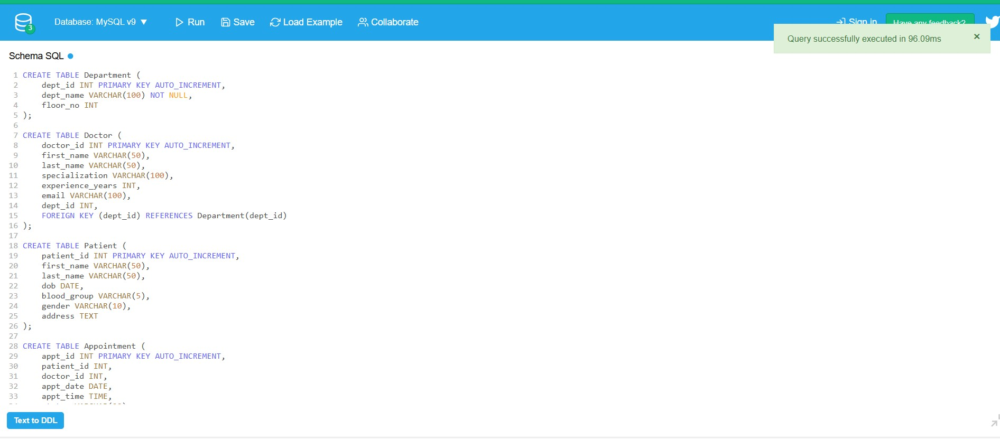 3
Database: MySQL v9 ▼
Run
Save
Load Example
Collaborate
Sign in
Have any feedback?
Query successfully executed in 96.09ms
×
Schema SQL
1 CREATE TABLE Department (
2     dept_id INT PRIMARY KEY AUTO_INCREMENT,
3     dept_name VARCHAR(100) NOT NULL,
4     floor_no INT
5 );
6
7 CREATE TABLE Doctor (
8     doctor_id INT PRIMARY KEY AUTO_INCREMENT,
9     first_name VARCHAR(50),
10     last_name VARCHAR(50),
11     specialization VARCHAR(100),
12     experience_years INT,
13     email VARCHAR(100),
14     dept_id INT,
15     FOREIGN KEY (dept_id) REFERENCES Department(dept_id)
16 );
17
18 CREATE TABLE Patient (
19     patient_id INT PRIMARY KEY AUTO_INCREMENT,
20     first_name VARCHAR(50),
21     last_name VARCHAR(50),
22     dob DATE,
23     blood_group VARCHAR(5),
24     gender VARCHAR(10),
25     address TEXT
26 );
27
28 CREATE TABLE Appointment (
29     appt_id INT PRIMARY KEY AUTO_INCREMENT,
30     patient_id INT,
31     doctor_id INT,
32     appt_date DATE,
33     appt_time TIME,
Text to DDL